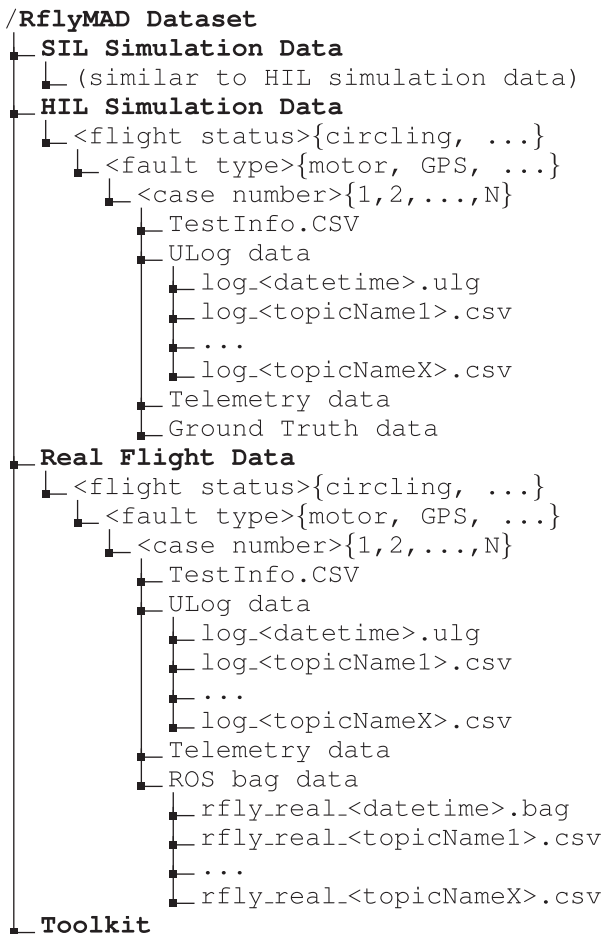 /RflyMAD Dataset
SIL Simulation Data
(similar to HIL simulation data)
HIL Simulation Data
<flight status>{circling, ...}
<fault type>{motor, GPS, ...}
<case number>{1,2,...,N}
TestInfo.CSV
ULog data
log_<datetime>.ulg
log_<topicName1>.csv
...
log_<topicNameX>.csv
Telemetry data
Ground Truth data
Real Flight Data
<flight status>{circling, ...}
<fault type>{motor, GPS, ...}
<case number>{1,2,...,N}
TestInfo.CSV
ULog data
log_<datetime>.ulg
log_<topicName1>.csv
...
log_<topicNameX>.csv
Telemetry data
ROS bag data
rfly_real_<datetime>.bag
rfly_real_<topicName1>.csv
...
rfly_real_<topicNameX>.csv
Toolkit